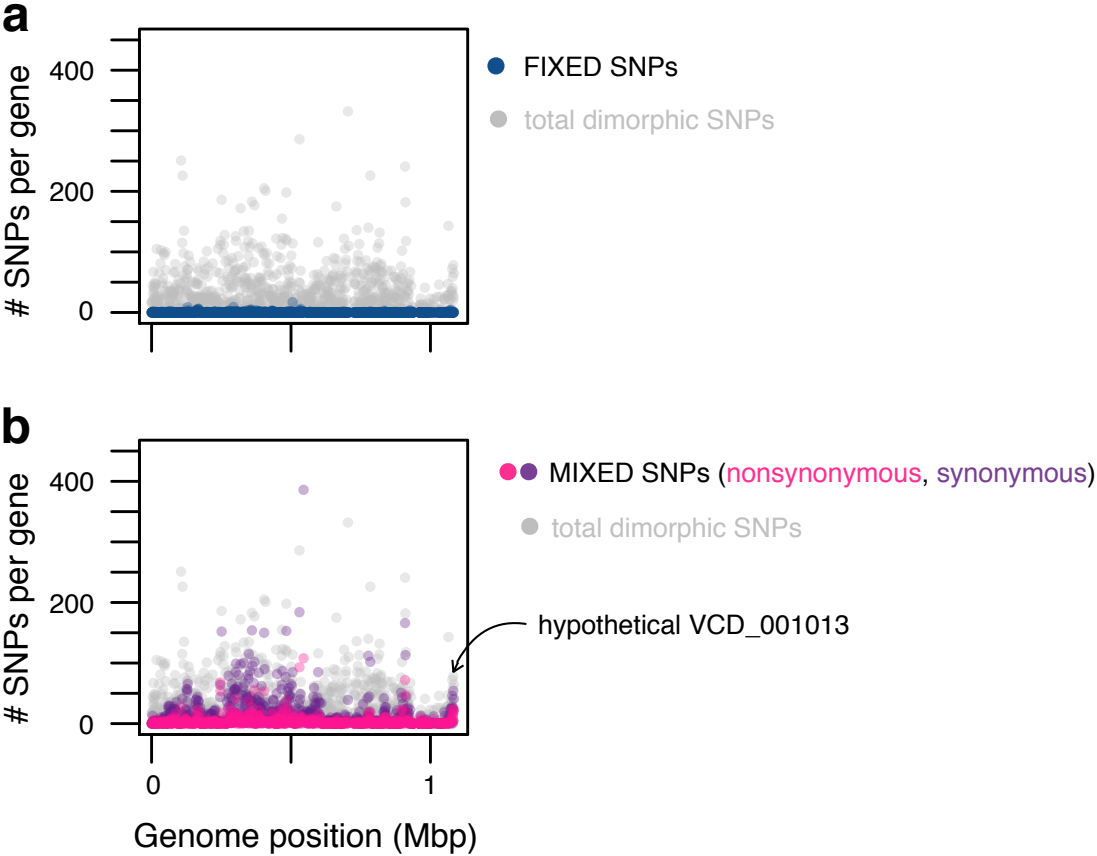 a
# SNPs per gene
400
200
0
FIXED SNPs
total dimorphic SNPs
b
# SNPs per gene
400
200
0
MIXED SNPs (nonsynonymous, synonymous)
total dimorphic SNPs
hypothetical VCD_001013
0 1
Genome position (Mbp)